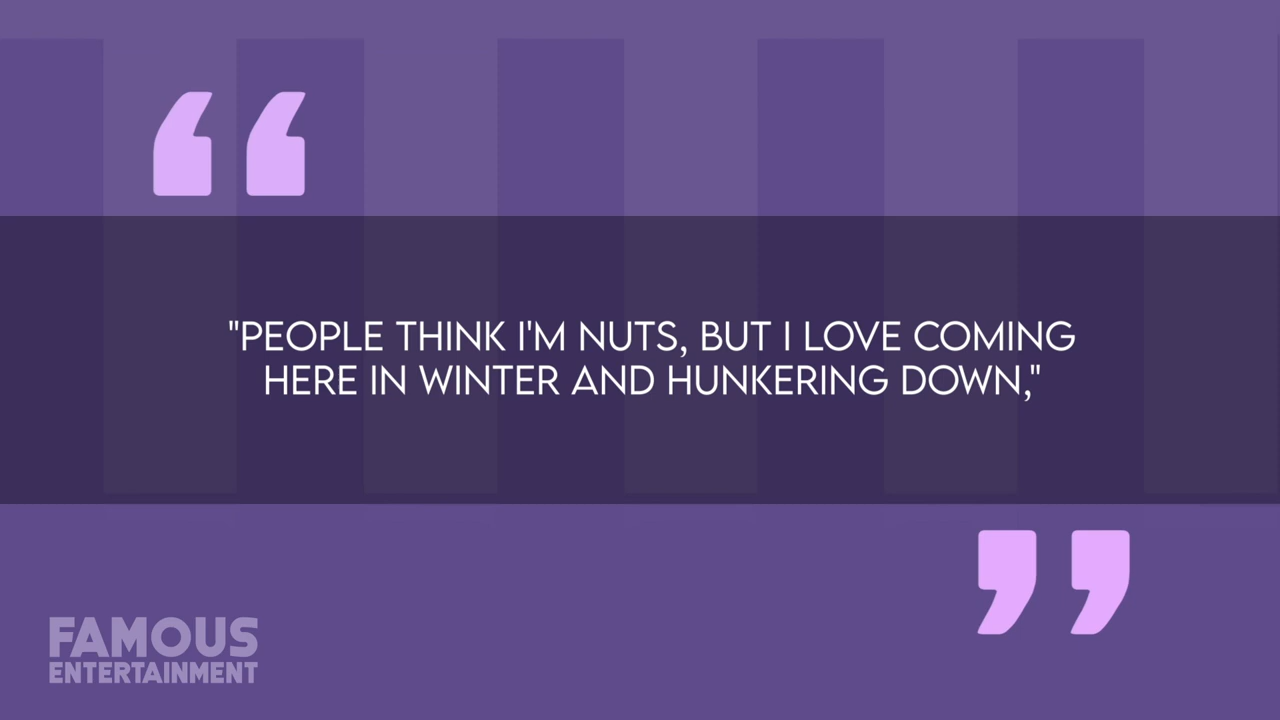 "PEOPLE THINK I'M NUTS, BUT I LOVE COMING
HERE IN WINTER AND HUNKERING DOWN,"
FAMOUS
ENTERTAINMENT